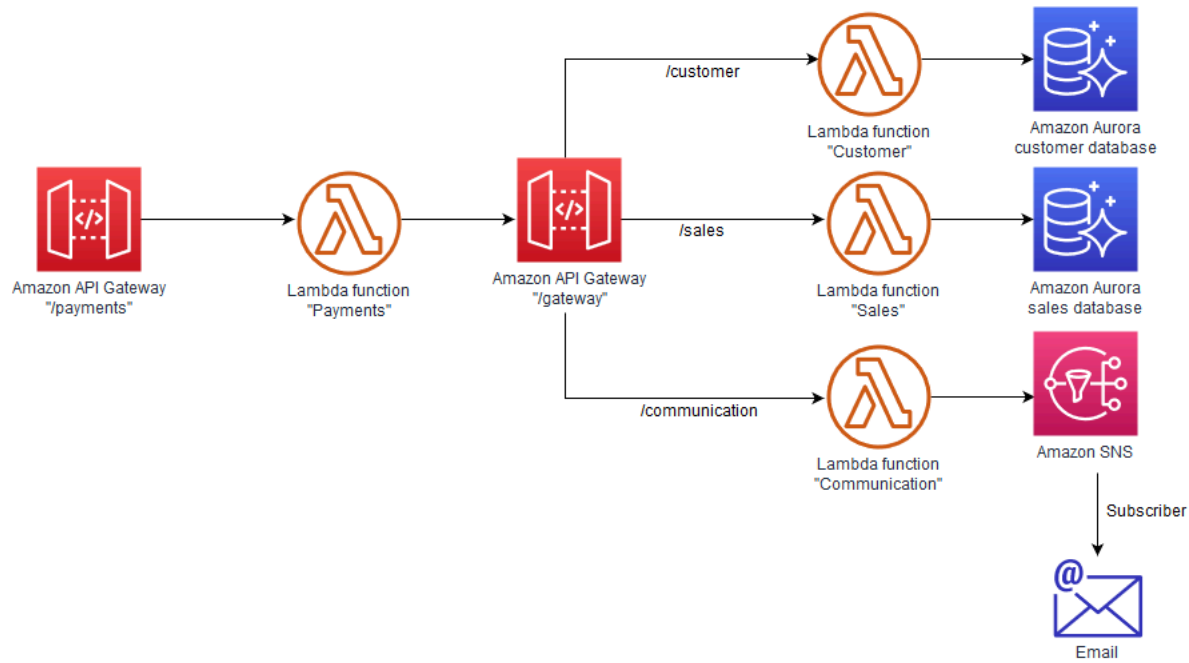 /customer
Lambda function
"Customer"
Amazon Aurora
customer database
Amazon API Gateway
"/payments"
Lambda function
"Payments"
Amazon API Gateway
"/gateway"
/sales
Lambda function
"Sales"
Amazon Aurora
sales database
/communication
Lambda function
"Communication"
Amazon SNS
Subscriber
@
Email